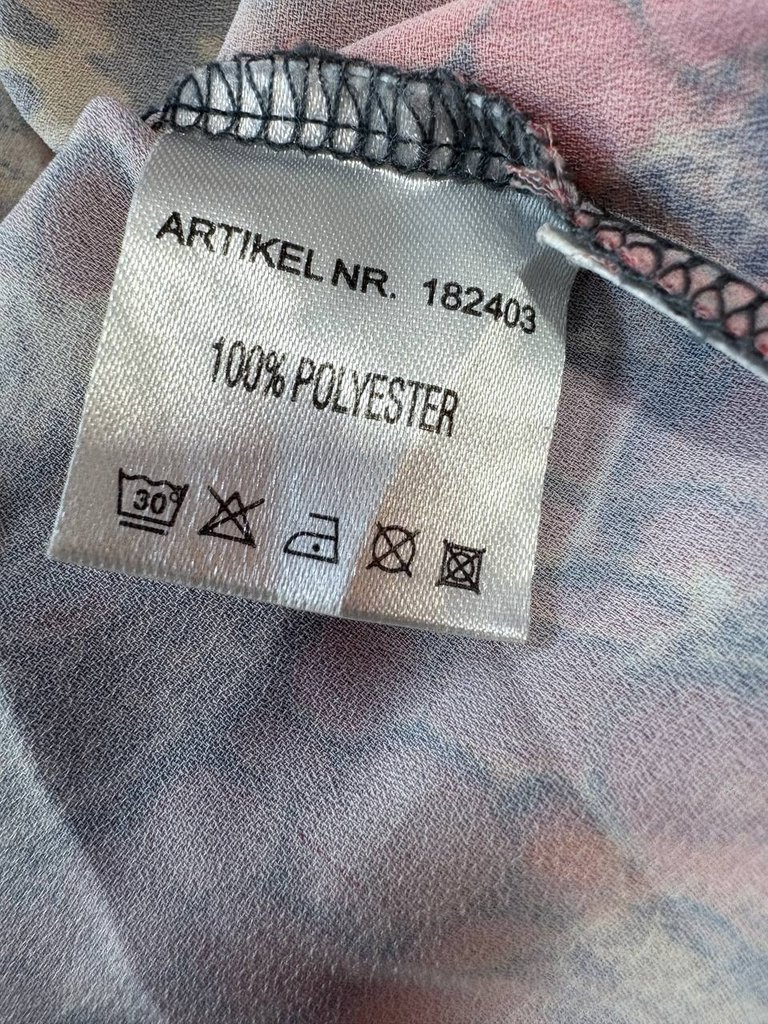 ARTIKEL NR. 182403
100% POLYESTER
30°